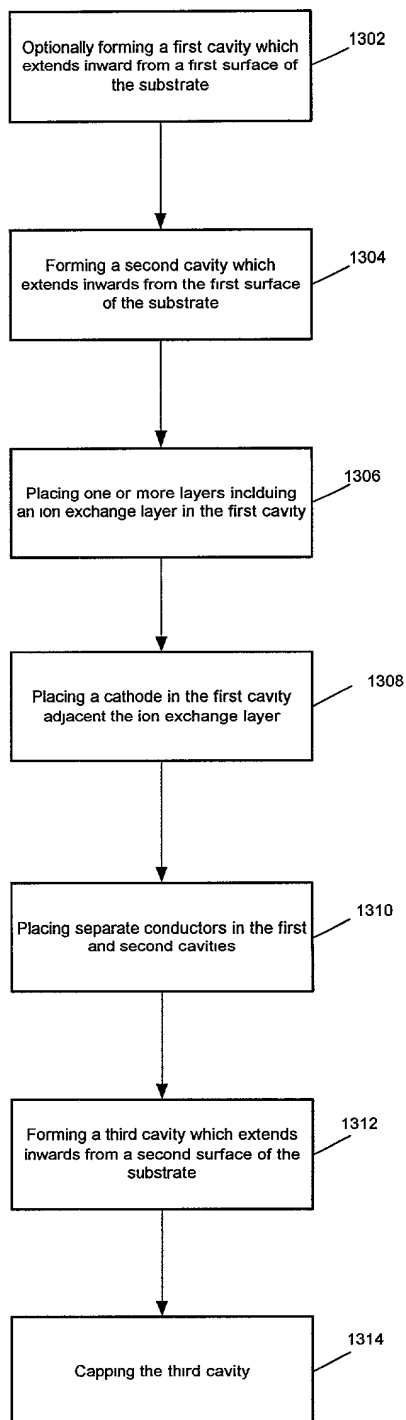 Optionally forming a first cavity which
extends inward from a first surface of
the substrate
1302
Forming a second cavity which
extends inwards from the first surface
of the substrate
1304
Placing one or more layers inclduing
an ion exchange layer in the first cavity
1306
Placing a cathode in the first cavity
adjacent the ion exchange layer
1308
Placing separate conductors in the first
and second cavities
1310
Forming a third cavity which extends
inwards from a second surface of the
substrate
1312
Capping the third cavity
1314